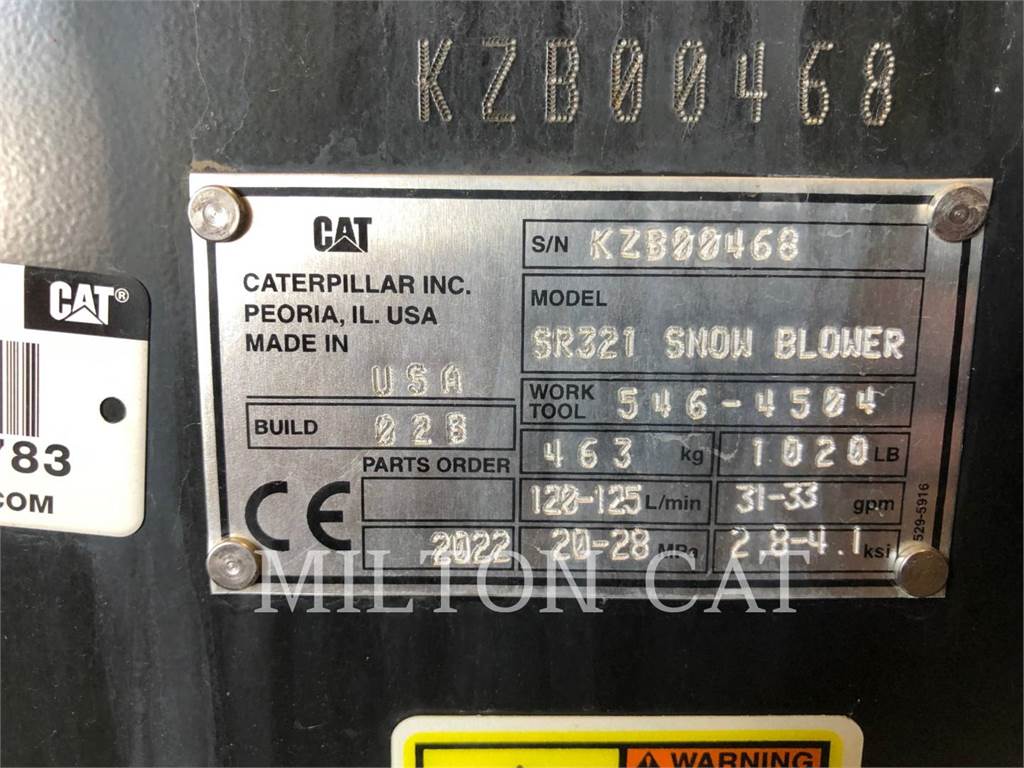 KZB00468
CAT
CATERPILLAR INC.
PEORIA, IL. USA
MADE IN
USA
BUILD 028
PARTS ORDER
CE
2022
S/N KZB00468
MODEL
SR321 SNOW BLOWER
WORK TOOL 546-4504
463 kg 1020 LB
120-125 L/min 31-33 gpm
20-28 MPa 2.8-4.1 ksi
529-5916
CAT®
783
COM
MILTON CAT
WARNING